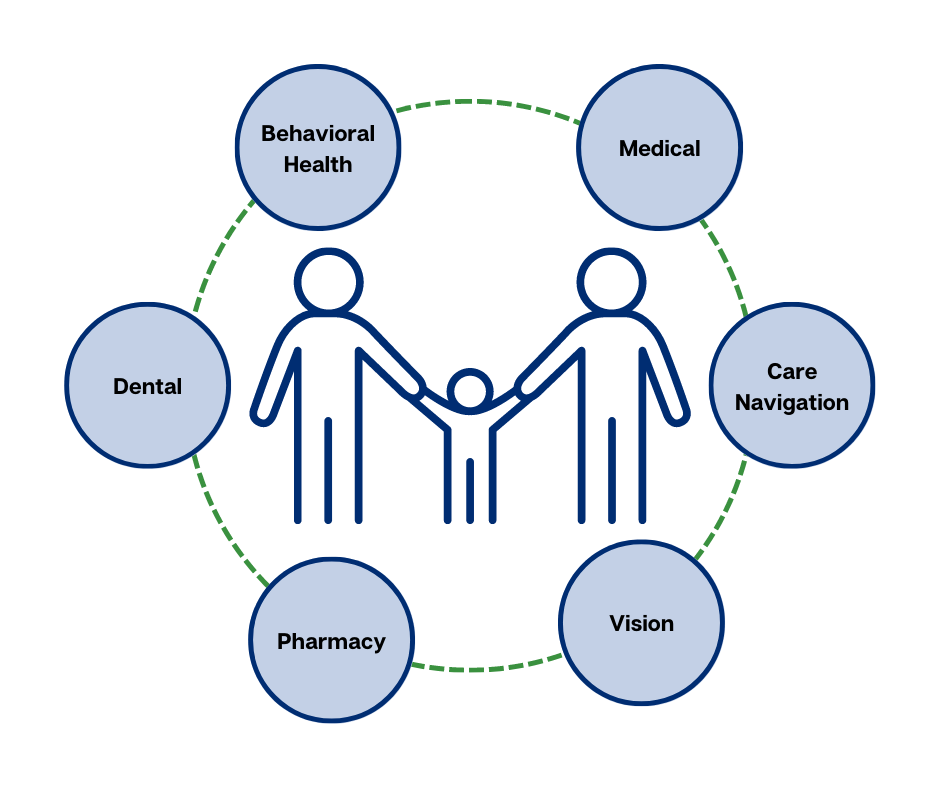 Behavioral
Health
Medical
Dental
Care
Navigation
Pharmacy
Vision